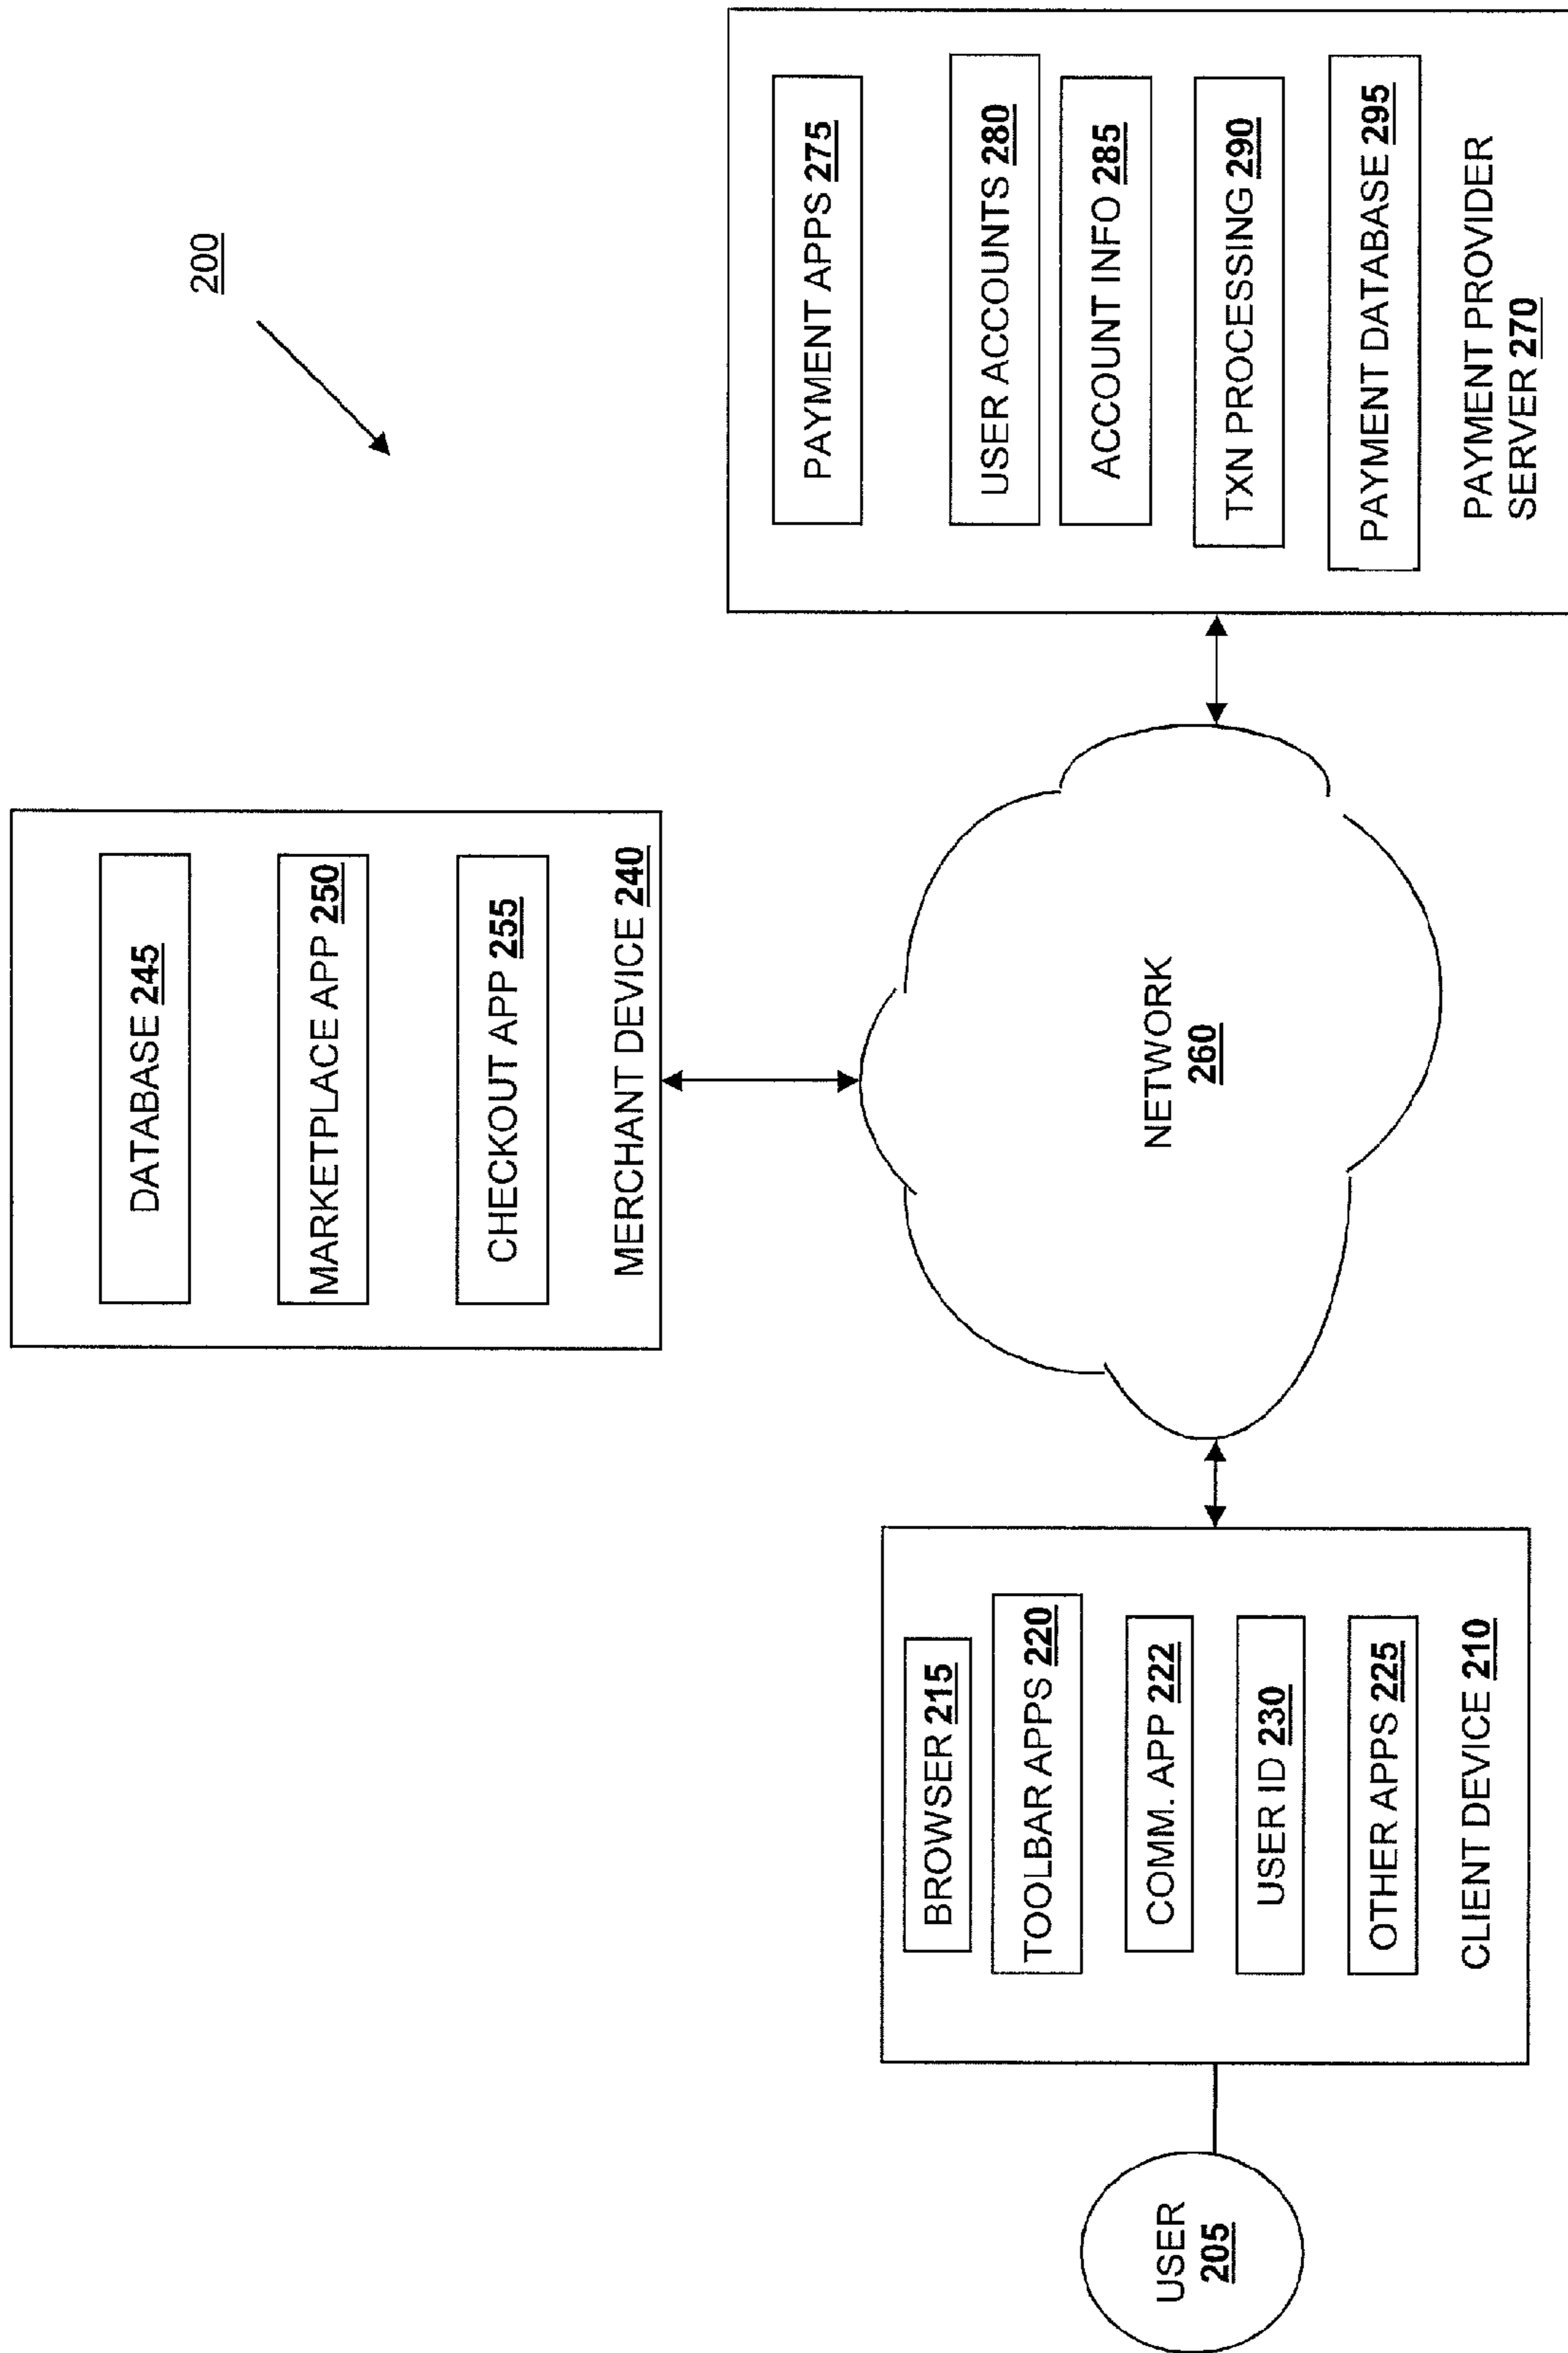 200
DATABASE 245
MARKETPLACE APP 250
CHECKOUT APP 255
MERCHANT DEVICE 240
USER
205
BROWSER 215
TOOLBAR APPS 220
COMM. APP 222
USER ID 230
OTHER APPS 225
CLIENT DEVICE 210
NETWORK
260
PAYMENT APPS 275
USER ACCOUNTS 280
ACCOUNT INFO 285
TXN PROCESSING 290
PAYMENT DATABASE 295
PAYMENT PROVIDER
SERVER 270